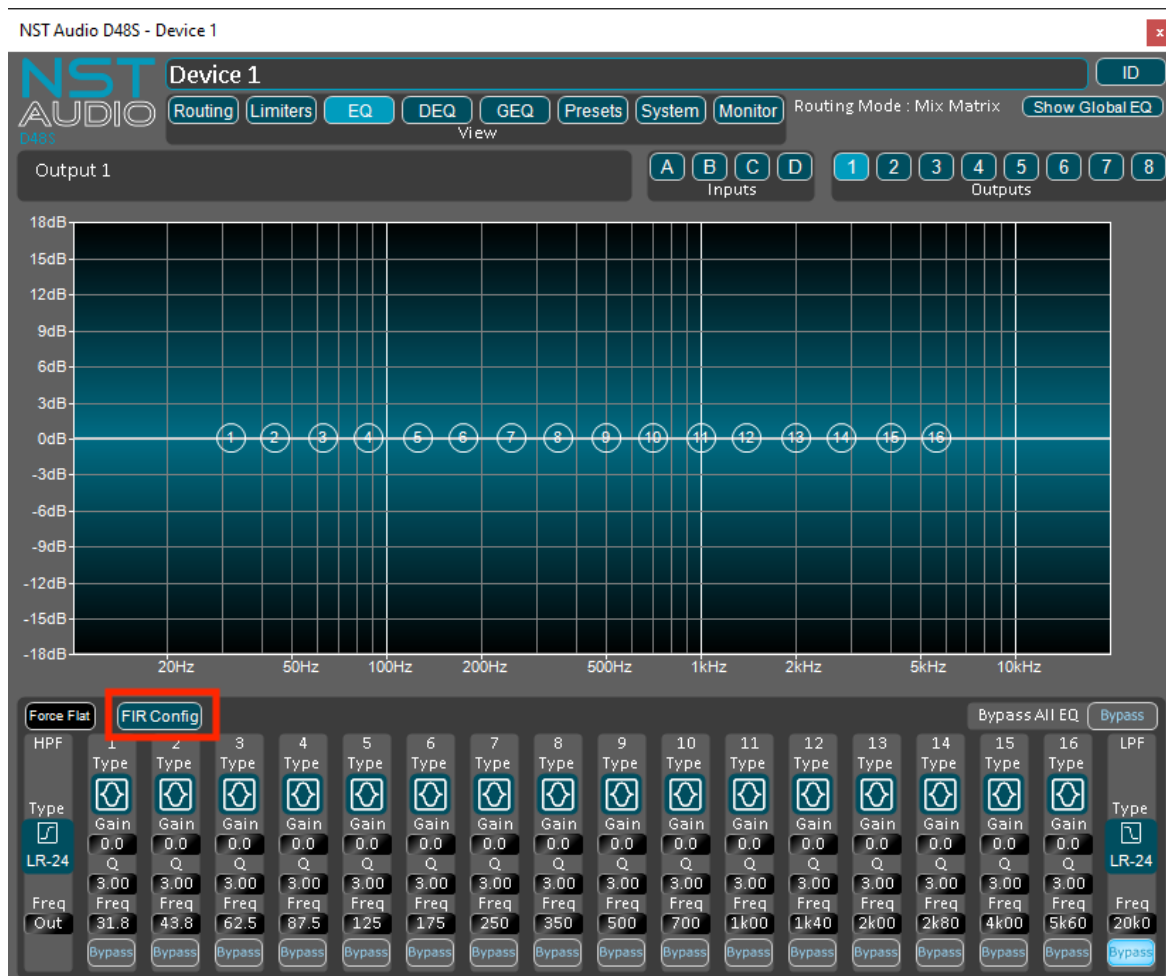 NST Audio D48S - Device 1
x
NST
AUDIO
D48S
Device 1
ID
Routing Limiters EQ DEQ GEQ Presets System Monitor
View
Routing Mode : Mix Matrix
Show Global EQ
Output 1
A B C D
Inputs
1 2 3 4 5 6 7 8
Outputs
18dB
15dB
12dB
9dB
6dB
3dB
0dB
-3dB
-6dB
-9dB
-12dB
-15dB
-18dB
1 2 3 4 5 6 7 8 9 10 11 12 13 14 15 16
20Hz 50Hz 100Hz 200Hz 500Hz 1kHz 2kHz 5kHz 10kHz
Force Flat FIR Config Bypass All EQ Bypass
HPF 1 2 3 4 5 6 7 8 9 10 11 12 13 14 15 16 LPF
Type Type Type Type Type Type Type Type Type Type Type Type Type Type Type Type
Type Type
Gain Gain Gain Gain Gain Gain Gain Gain Gain Gain Gain Gain Gain Gain Gain Gain
0.0 0.0 0.0 0.0 0.0 0.0 0.0 0.0 0.0 0.0 0.0 0.0 0.0 0.0 0.0 0.0
LR-24 Q Q Q Q Q Q Q Q Q Q Q Q Q Q Q Q LR-24
3.00 3.00 3.00 3.00 3.00 3.00 3.00 3.00 3.00 3.00 3.00 3.00 3.00 3.00 3.00 3.00
Freq Freq Freq Freq Freq Freq Freq Freq Freq Freq Freq Freq Freq Freq Freq Freq Freq Freq
Out 31.8 43.8 62.5 87.5 125 175 250 350 500 700 1k00 1k40 2k00 2k80 4k00 5k60 20k0
Bypass Bypass Bypass Bypass Bypass Bypass Bypass Bypass Bypass Bypass Bypass Bypass Bypass Bypass Bypass Bypass Bypass